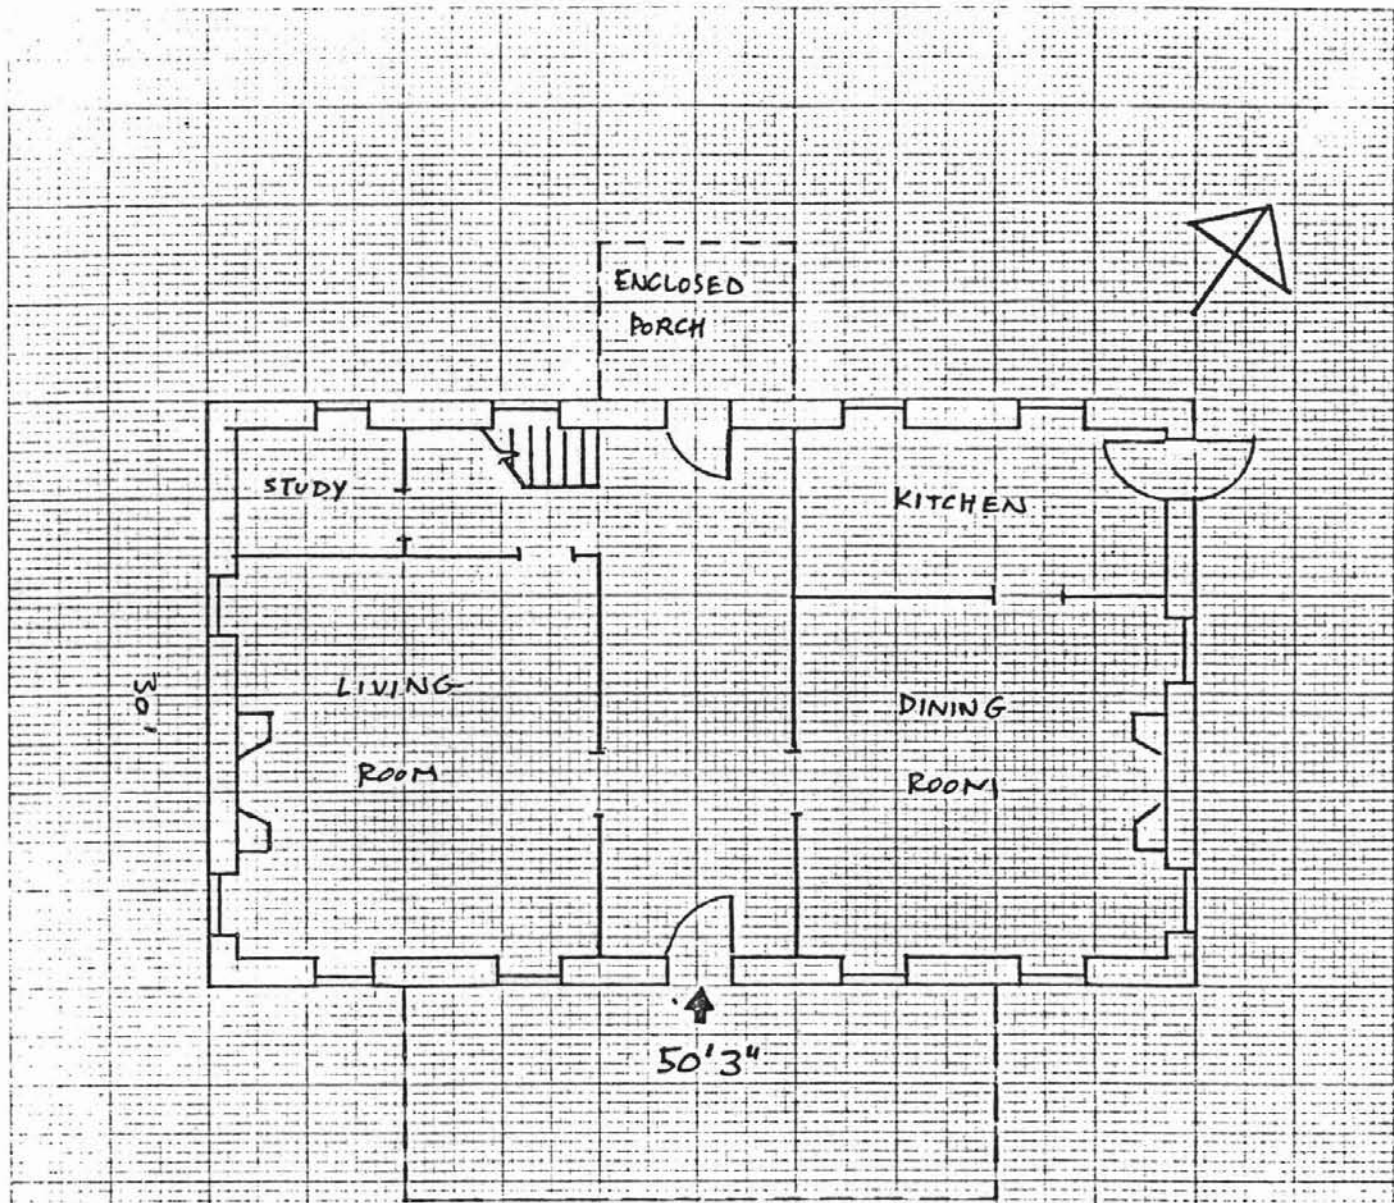 ENCLOSED
PORCH
STUDY
KITCHEN
LIVING
ROOM
DINING
ROOM
30'
50'3"